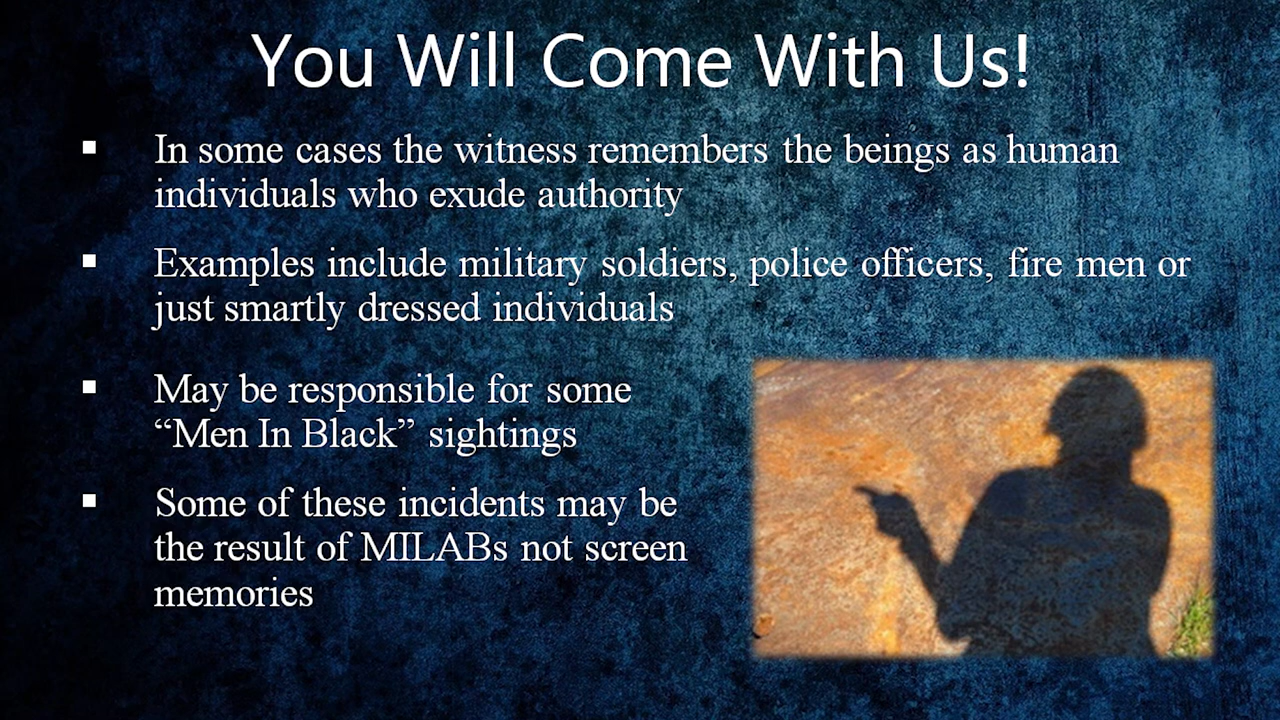 You Will Come With Us!
▪ In some cases the witness remembers the beings as human
individuals who exude authority
▪ Examples include military soldiers, police officers, fire men or
just smartly dressed individuals
▪ May be responsible for some
“Men In Black” sightings
▪ Some of these incidents may be
the result of MILABs not screen
memories